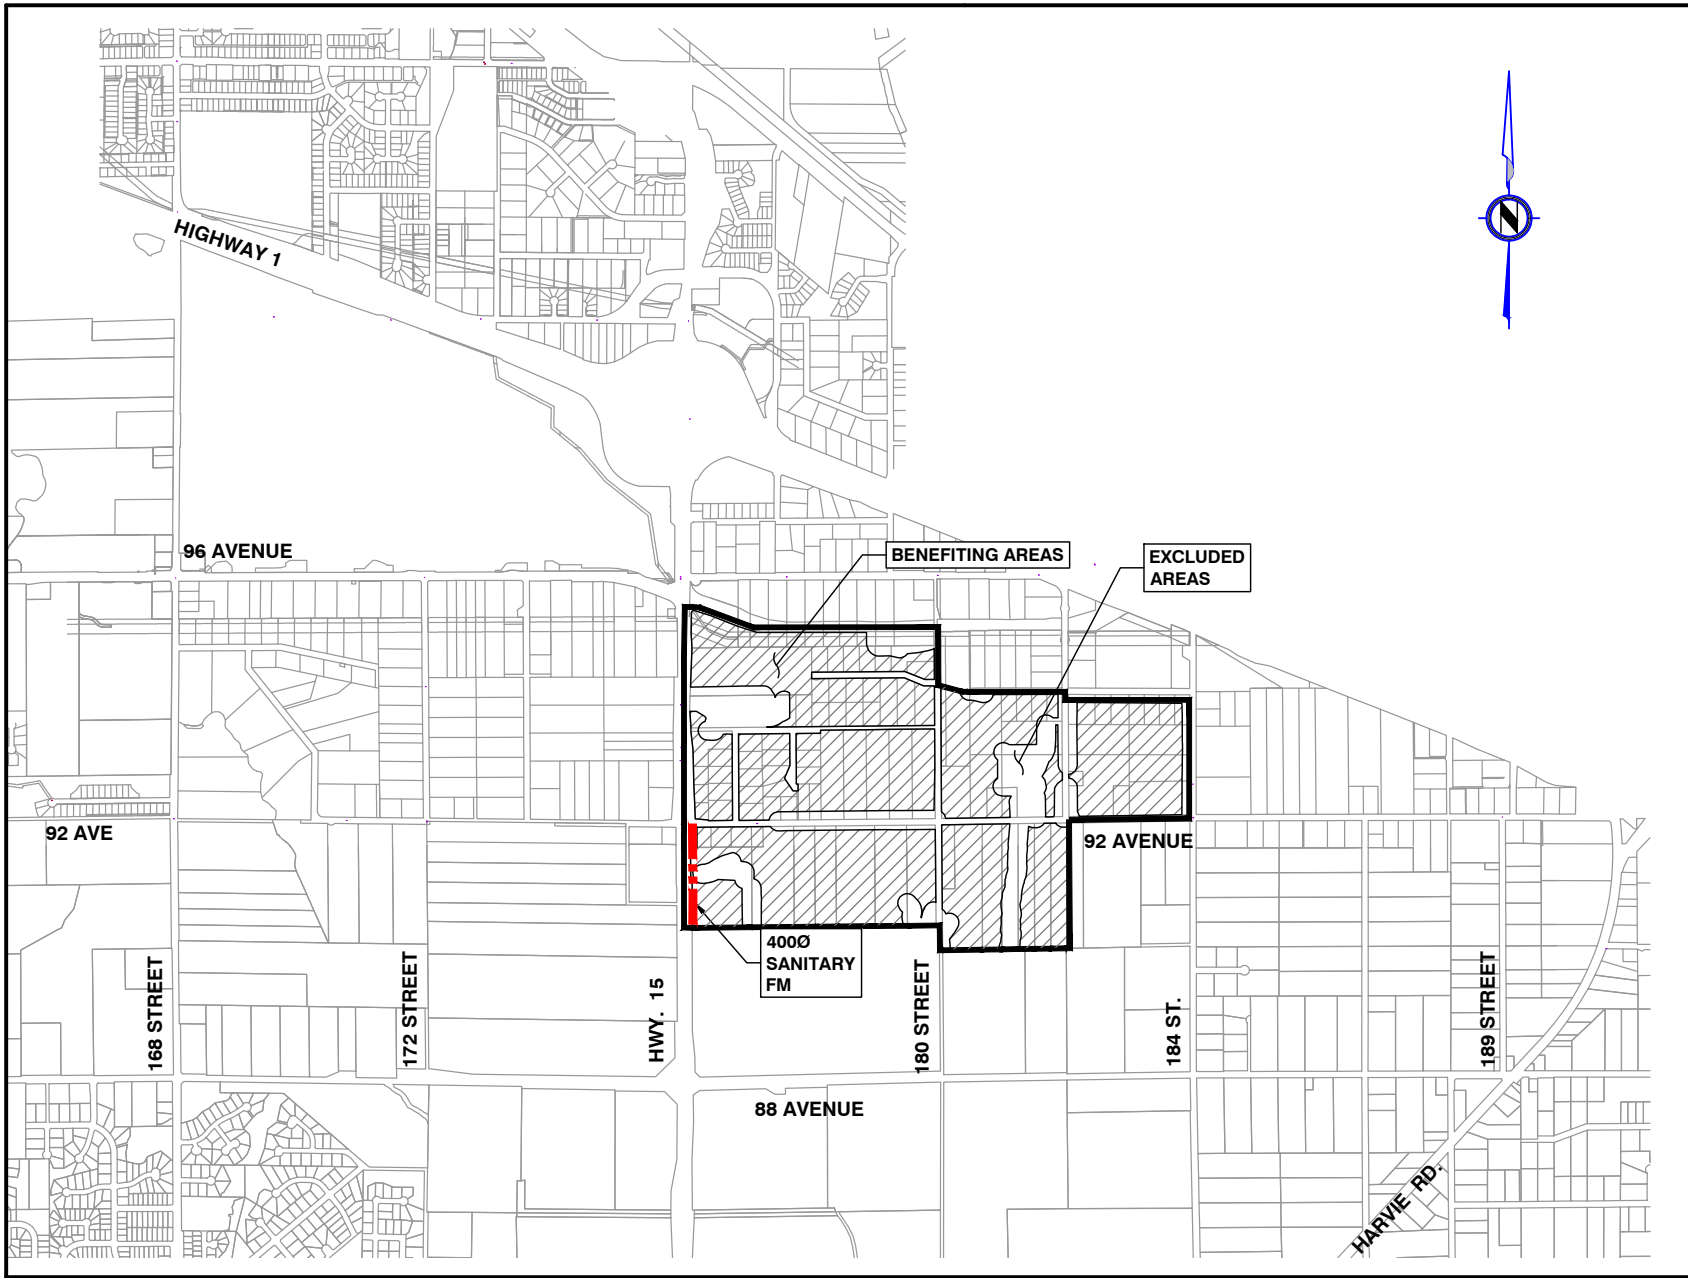 HIGHWAY 1
96 AVENUE
BENEFITING AREAS
EXCLUDED
AREAS
92 AVE
92 AVENUE
400Ø
SANITARY
FM
168 STREET
172 STREET
HWY. 15
180 STREET
184 ST.
189 STREET
88 AVENUE
HARVIE RD.
N